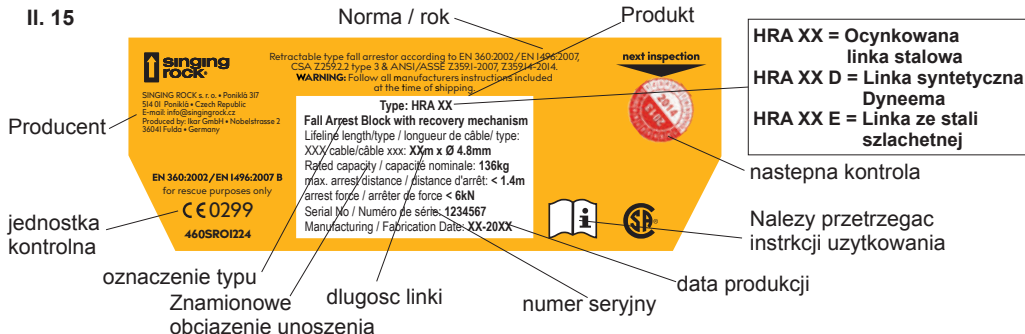 Il. 15
Norma / rok
Produkt
singing
rock®
SINGING ROCK s. r. o. • Poniklá 317
514 01 Poniklá • Czech Republic
E-mail: info@singingrock.cz
Produced by: Ikar GmbH • Nobelstrasse 2
36041 Fulda • Germany
Retractable type fall arrestor according to EN 360:2002/EN 1496:2007,
CSA Z259.2.2 type 3 & ANSI/ASSE Z359.1-2007, Z359.14-2014.
WARNING: Follow all manufacturers instructions included
at the time of shipping.
next inspection
2014
2013
HRA XX = Ocynkowana
linka stalowa
HRA XX D = Linka syntetyczna
Dyneema
HRA XX E = Linka ze stali
szlachetnej
Type: HRA XX
Fall Arrest Block with recovery mechanism
Lifeline length/type / longueur de câble/ type:
XXX cable/câble xxx: XXm x Ø 4.8mm
Rated capacity / capacité nominale: 136kg
max. arrest distance / distance d'arrêt: < 1.4m
arrest force / arrêter de force < 6kN
Serial No / Numéro de série: 1234567
Manufacturing / Fabrication Date: XX-20XX
Producent
EN 360:2002/EN 1496:2007 B
for rescue purposes only
CE 0299
460SRO1224
i
CSA®
nastepna kontrola
jednostka
kontrolna
Nalezy przetrzegac
instrkcji uzytkowania
oznaczenie typu
Znamionowe
obciazenie unoszenia
dlugosc linki
numer seryjny
data produkcji